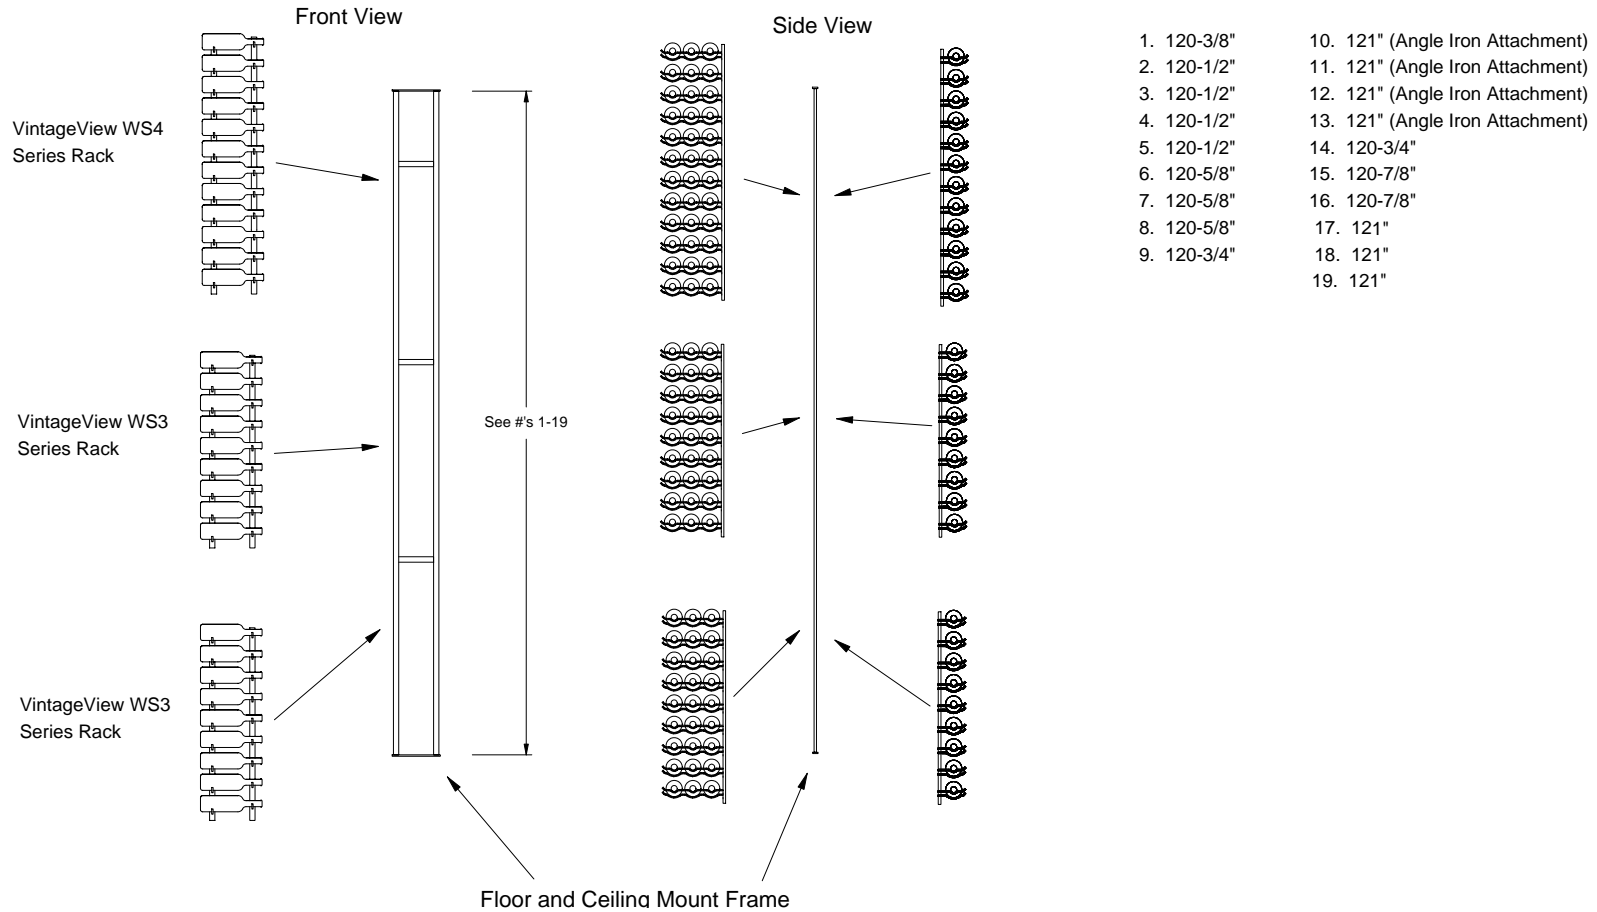 Front View
Side View
VintageView WS4
Series Rack
VintageView WS3
Series Rack
VintageView WS3
Series Rack
See #'s 1-19
Floor and Ceiling Mount Frame
1. 120-3/8"
2. 120-1/2"
3. 120-1/2"
4. 120-1/2"
5. 120-1/2"
6. 120-5/8"
7. 120-5/8"
8. 120-5/8"
9. 120-3/4"
10. 121" (Angle Iron Attachment)
11. 121" (Angle Iron Attachment)
12. 121" (Angle Iron Attachment)
13. 121" (Angle Iron Attachment)
14. 120-3/4"
15. 120-7/8"
16. 120-7/8"
17. 121"
18. 121"
19. 121"